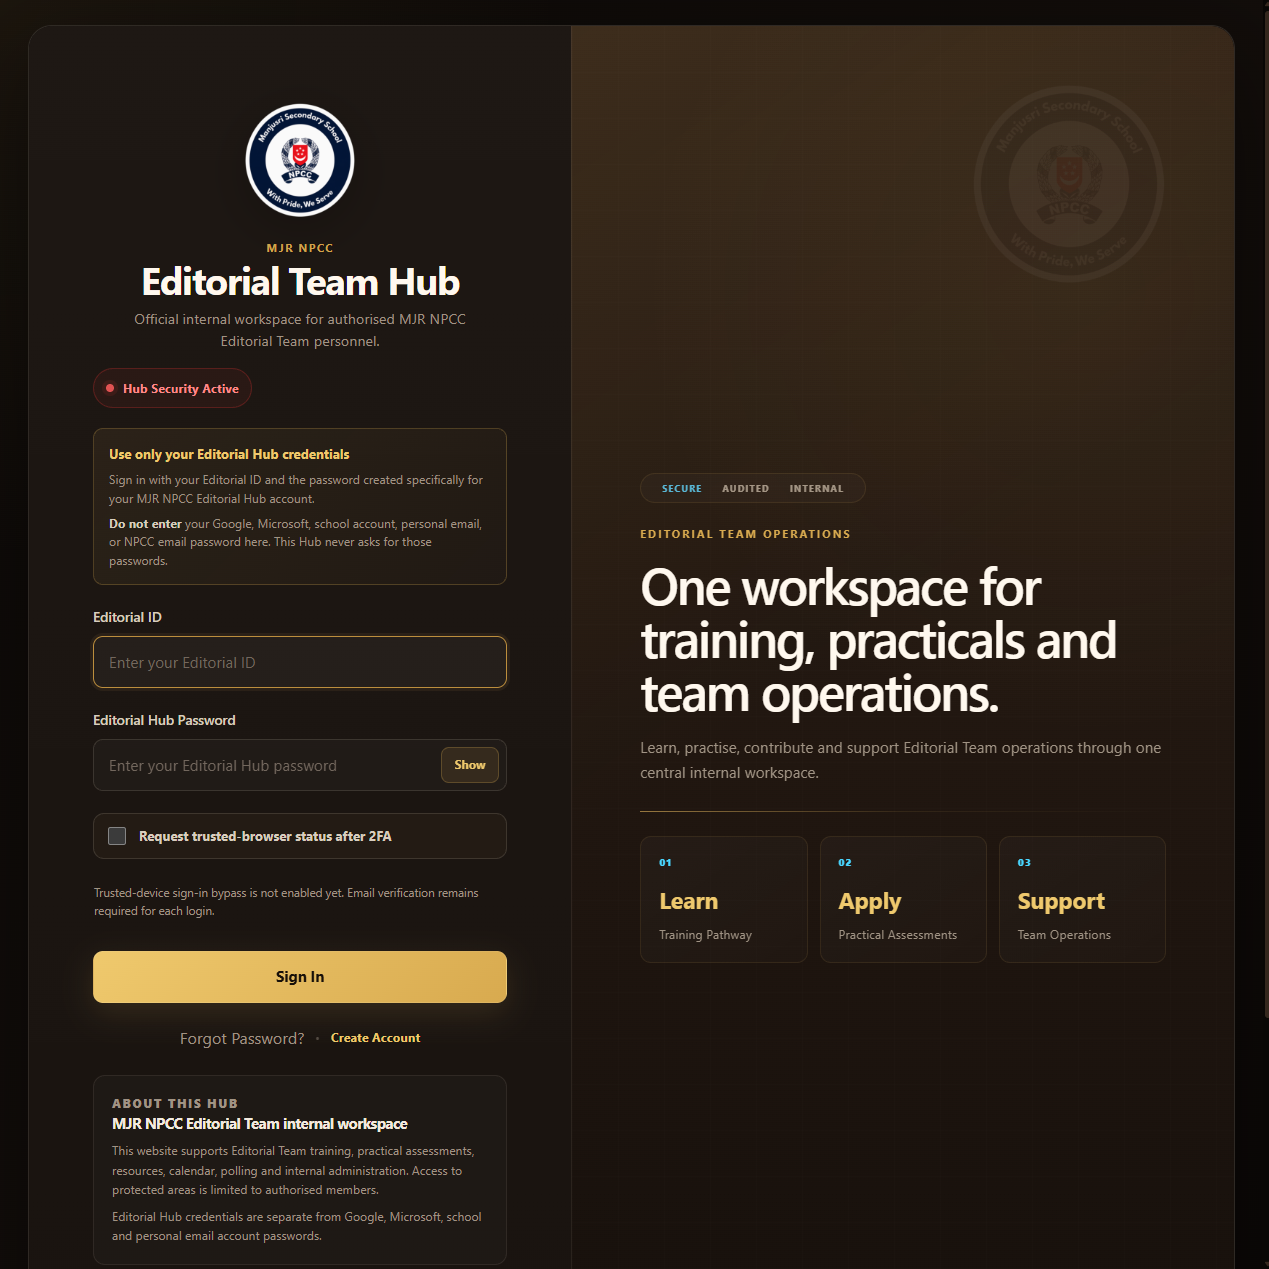 Manjusri Secondary School
NPCC
With Pride, We Serve
MJR NPCC
Editorial Team Hub
Official internal workspace for authorised MJR NPCC
Editorial Team personnel.
Hub Security Active
Use only your Editorial Hub credentials
Sign in with your Editorial ID and the password created specifically for
your MJR NPCC Editorial Hub account.
Do not enter your Google, Microsoft, school account, personal email,
or NPCC email password here. This Hub never asks for those
passwords.
Editorial ID
Enter your Editorial ID
Editorial Hub Password
Enter your Editorial Hub password
Show
Request trusted-browser status after 2FA
Trusted-device sign-in bypass is not enabled yet. Email verification remains
required for each login.
Sign In
Forgot Password? • Create Account
ABOUT THIS HUB
MJR NPCC Editorial Team internal workspace
This website supports Editorial Team training, practical assessments,
resources, calendar, polling and internal administration. Access to
protected areas is limited to authorised members.
Editorial Hub credentials are separate from Google, Microsoft, school
and personal email account passwords.
Manjusri Secondary School
NPCC
With Pride, We Serve
SECURE AUDITED INTERNAL
EDITORIAL TEAM OPERATIONS
One workspace for
training, practicals and
team operations.
Learn, practise, contribute and support Editorial Team operations through one
central internal workspace.
01
Learn
Training Pathway
02
Apply
Practical Assessments
03
Support
Team Operations